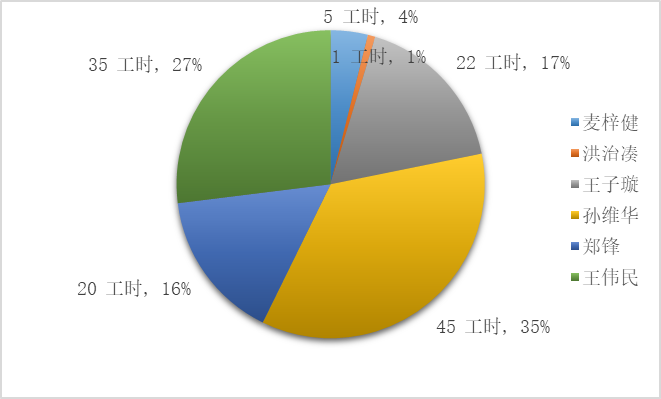 5 工时, 4%
1 工时, 1%
22 工时, 17%
35 工时, 27%
20 工时, 16%
45 工时, 35%
麦梓健
洪治凑
王子璇
孙维华
郑锋
王伟民